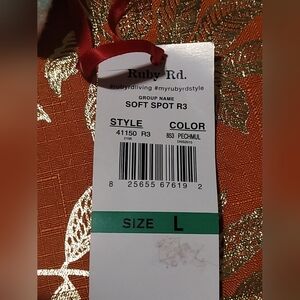 Ruby Rd.
#rubyrdliving #myrubyrdstyle
GROUP NAME
SOFT SPOT R3
STYLE COLOR
41150 R3 853 PECHMUL
8 25655 67619 2
SIZE L